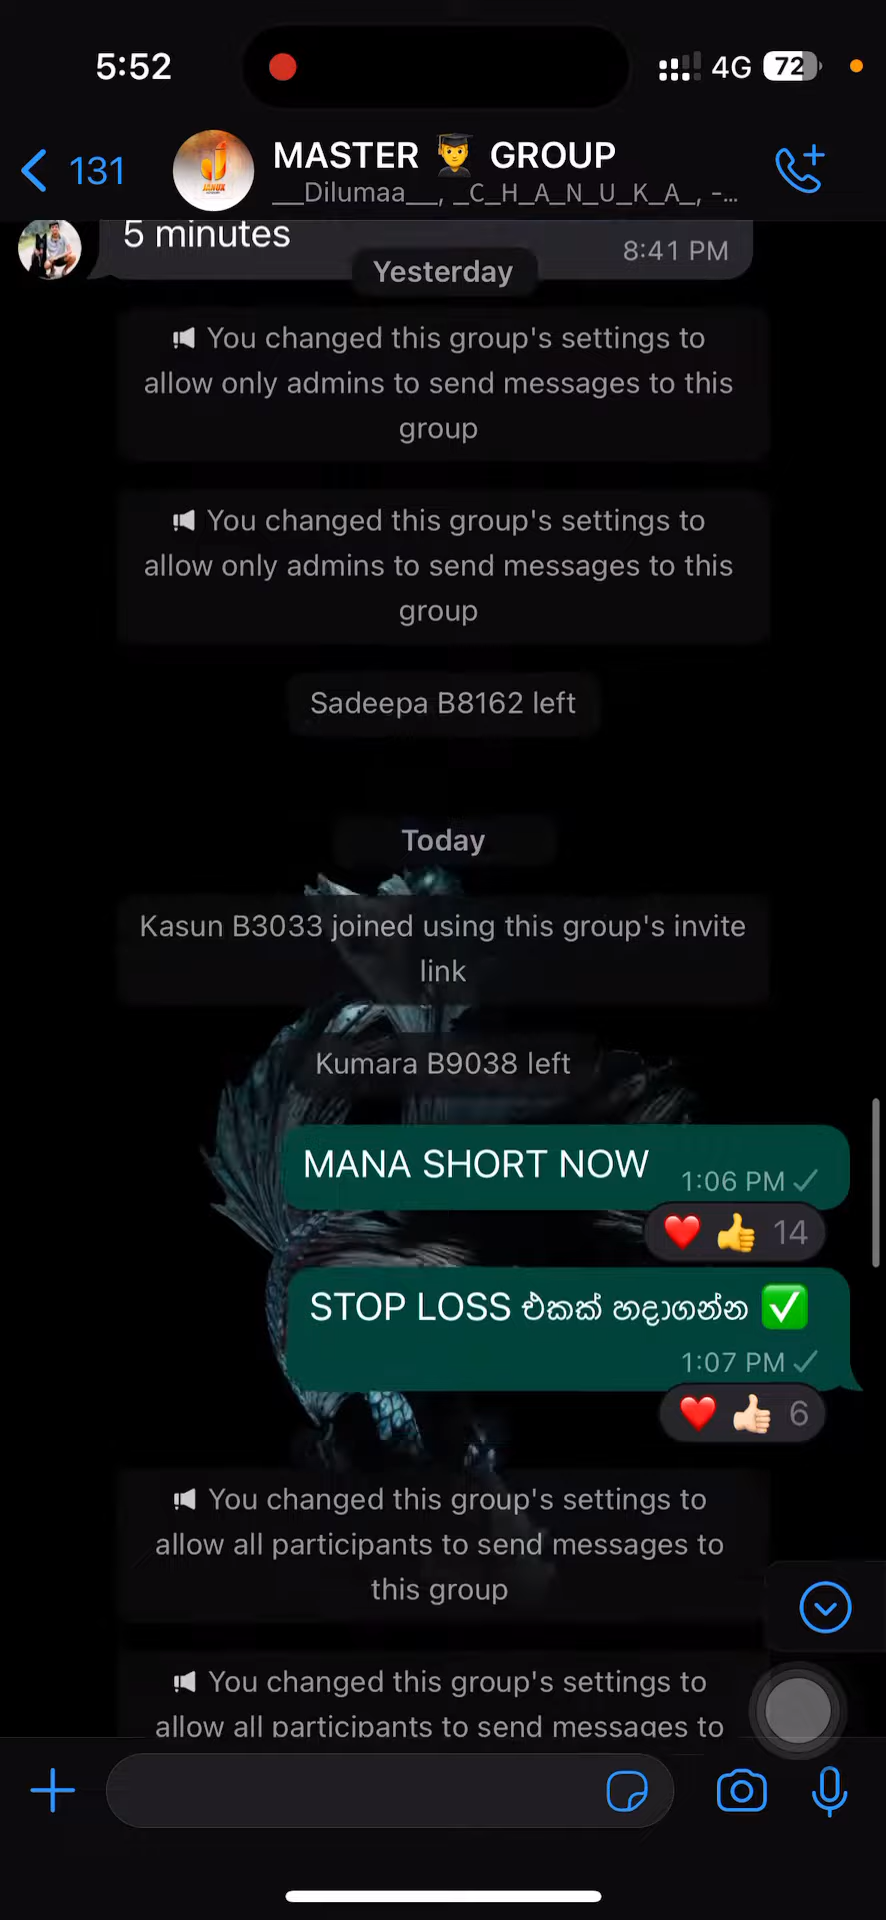 5:52
4G 72
131
MASTER 👨‍🎓 GROUP
__Dilumaa__, _C_H_A_N_U_K_A_, -...
5 minutes
8:41 PM
Yesterday
You changed this group's settings to
allow only admins to send messages to this
group
You changed this group's settings to
allow only admins to send messages to this
group
Sadeepa B8162 left
Today
Kasun B3033 joined using this group's invite
link
Kumara B9038 left
MANA SHORT NOW
1:06 PM
❤️ 👍 14
STOP LOSS එකක් හදාගන්න ✅
1:07 PM
❤️ 👍🏻 6
You changed this group's settings to
allow all participants to send messages to
this group
You changed this group's settings to
allow all participants to send messages to